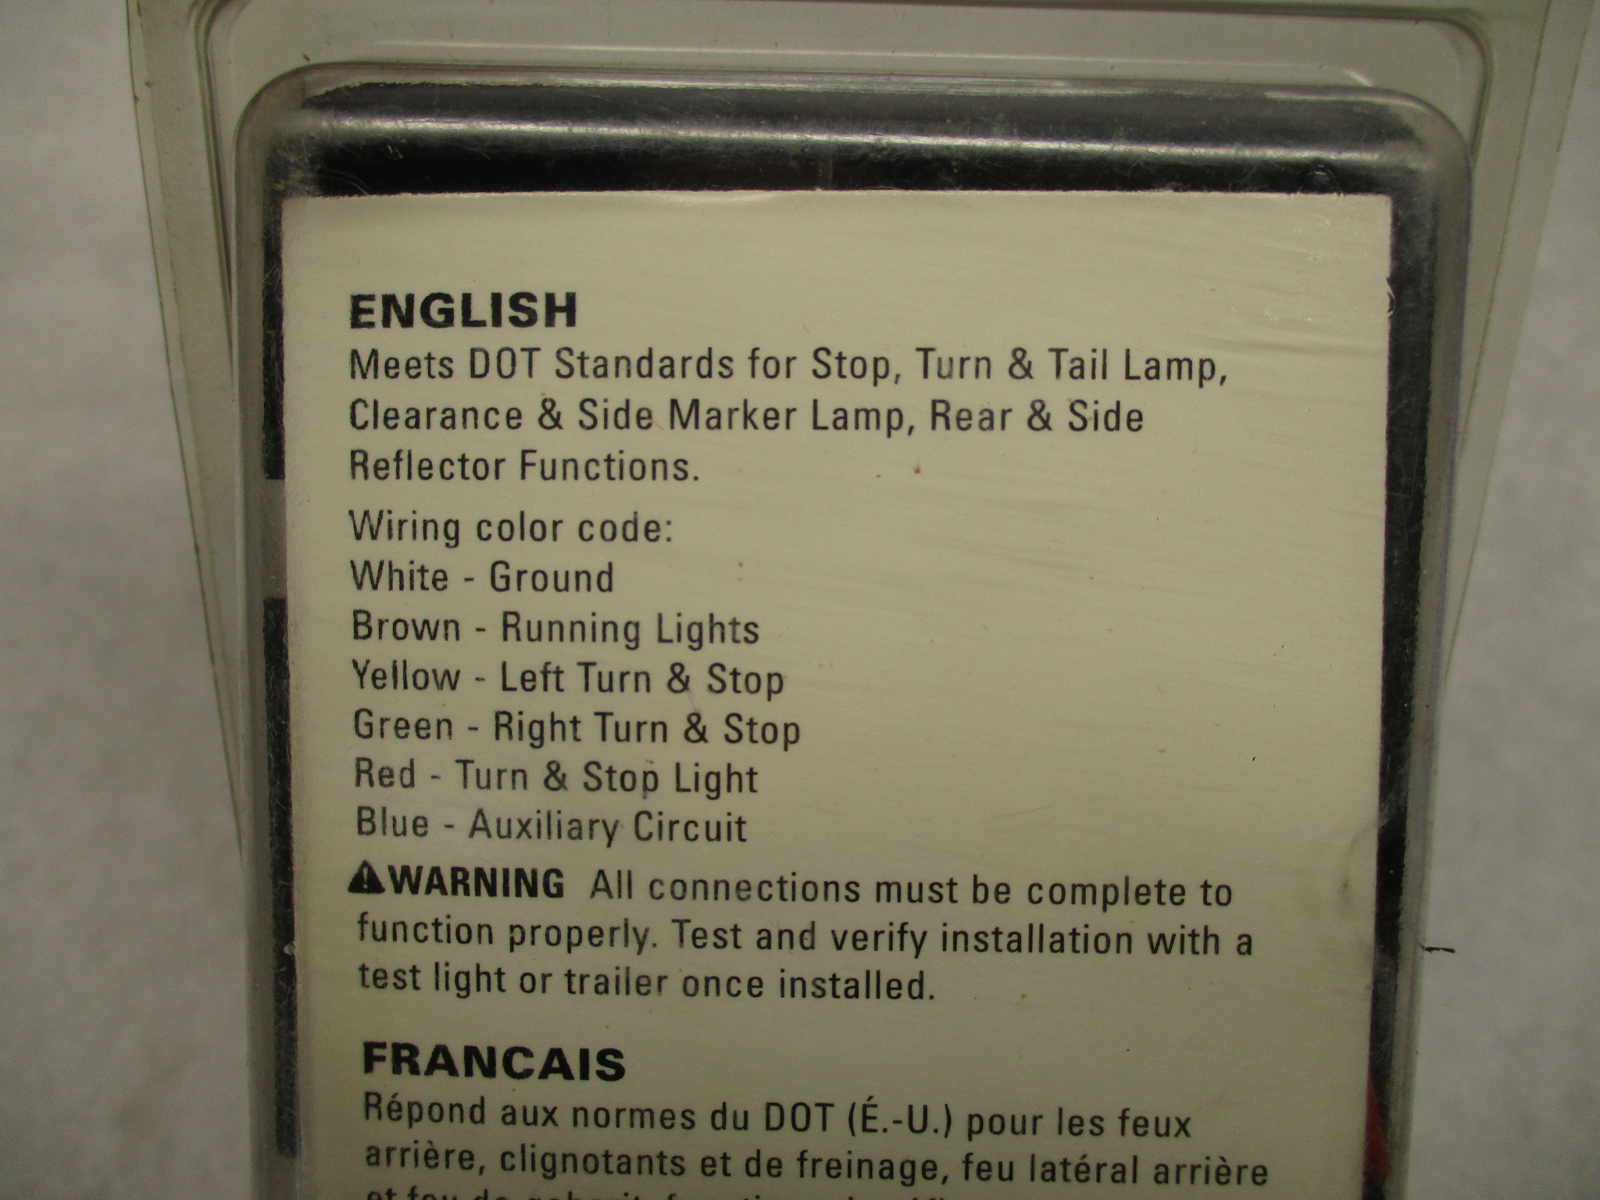 ENGLISH
Meets DOT Standards for Stop, Turn & Tail Lamp,
Clearance & Side Marker Lamp, Rear & Side
Reflector Functions.
Wiring color code:
White - Ground
Brown - Running Lights
Yellow - Left Turn & Stop
Green - Right Turn & Stop
Red - Turn & Stop Light
Blue - Auxiliary Circuit
⚠WARNING All connections must be complete to
function properly. Test and verify installation with a
test light or trailer once installed.
FRANCAIS
Répond aux normes du DOT (É.-U.) pour les feux
arrière, clignotants et de freinage, feu latéral arrière
et feu de gabarit,